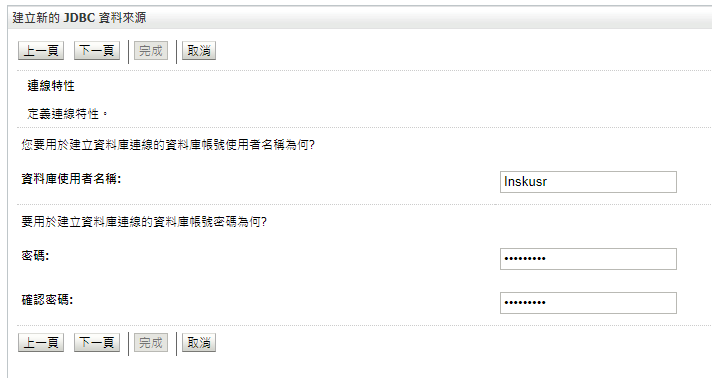 建立新的 JDBC 資料來源
上一頁 下一頁 完成 取消
連線特性
定義連線特性。
您要用於建立資料庫連線的資料庫帳號使用者名稱為何?
資料庫使用者名稱: lnskusr
要用於建立資料庫連線的資料庫帳號密碼為何?
密碼: •••••••••
確認密碼: •••••••••
上一頁 下一頁 完成 取消